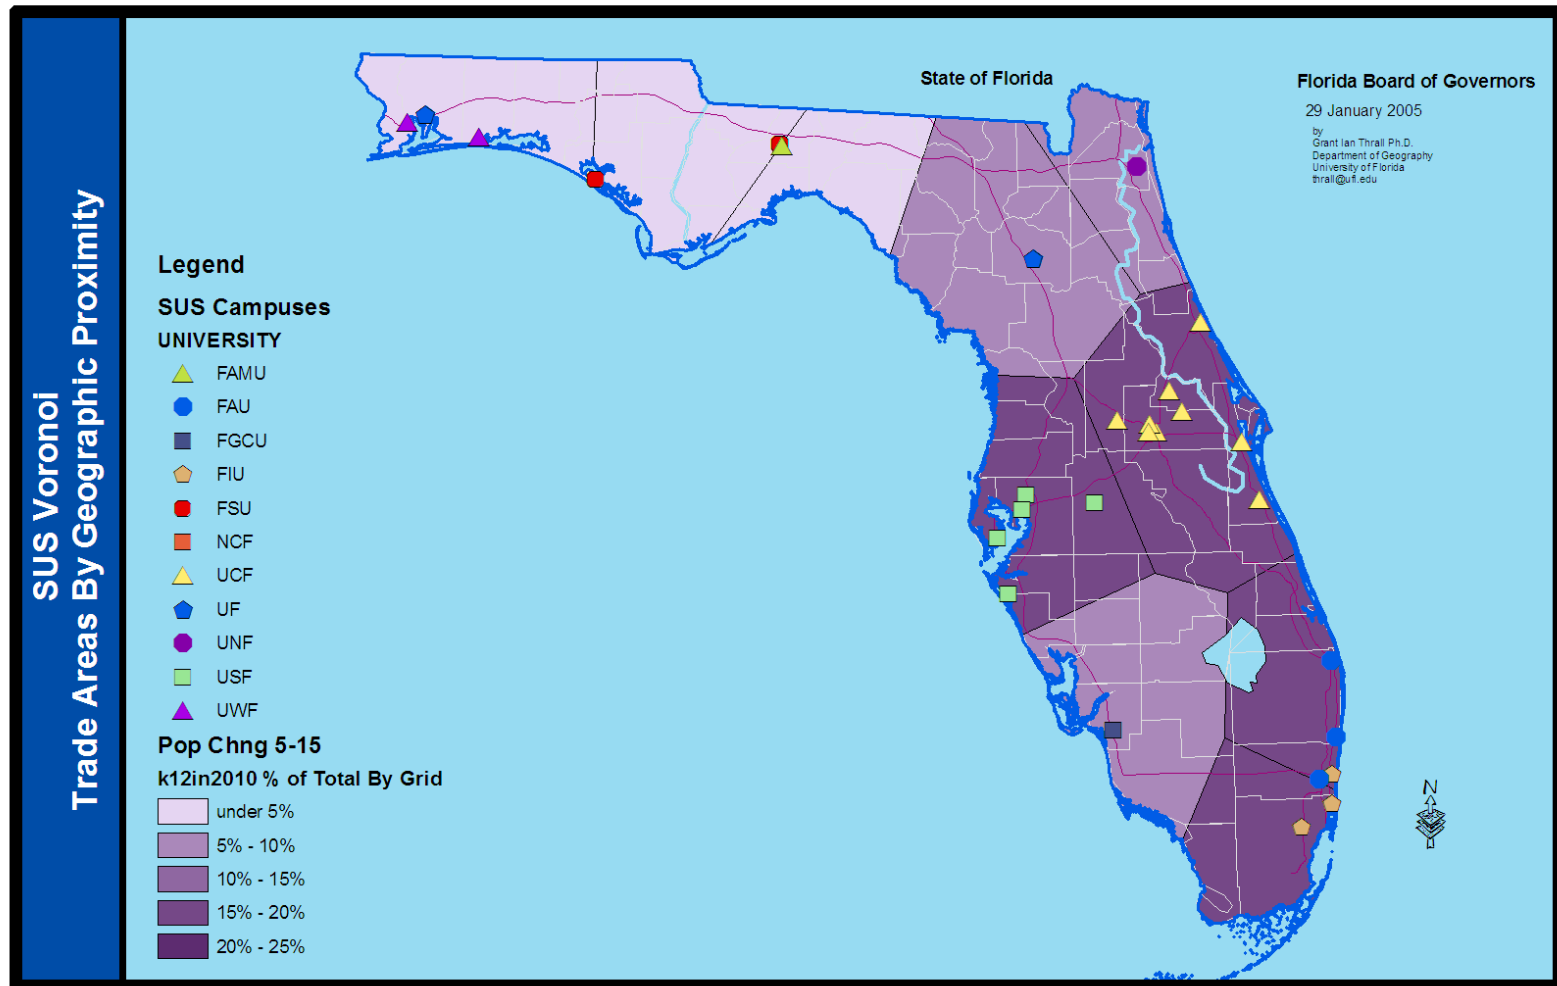 SUS Voronoi
Trade Areas By Geographic Proximity
State of Florida
Florida Board of Governors
29 January 2005
by
Grant Ian Thrall Ph.D.
Department of Geography
University of Florida
thrall@ufl.edu
Legend
SUS Campuses
UNIVERSITY
FAMU
FAU
FGCU
FIU
FSU
NCF
UCF
UF
UNF
USF
UWF
Pop Chng 5-15
k12in2010 % of Total By Grid
under 5%
5% - 10%
10% - 15%
15% - 20%
20% - 25%
N